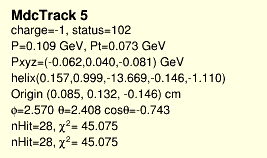 MdcTrack 5
charge=-1, status=102
P=0.109 GeV, Pt=0.073 GeV
Pxyz=(-0.062,0.040,-0.081) GeV
helix(0.157,0.999,-13.669,-0.146,-1.110)
Origin (0.085, 0.132, -0.146) cm
ϕ=2.570 θ=2.408 cosθ=-0.743
nHit=28, χ²= 45.075
nHit=28, χ²= 45.075